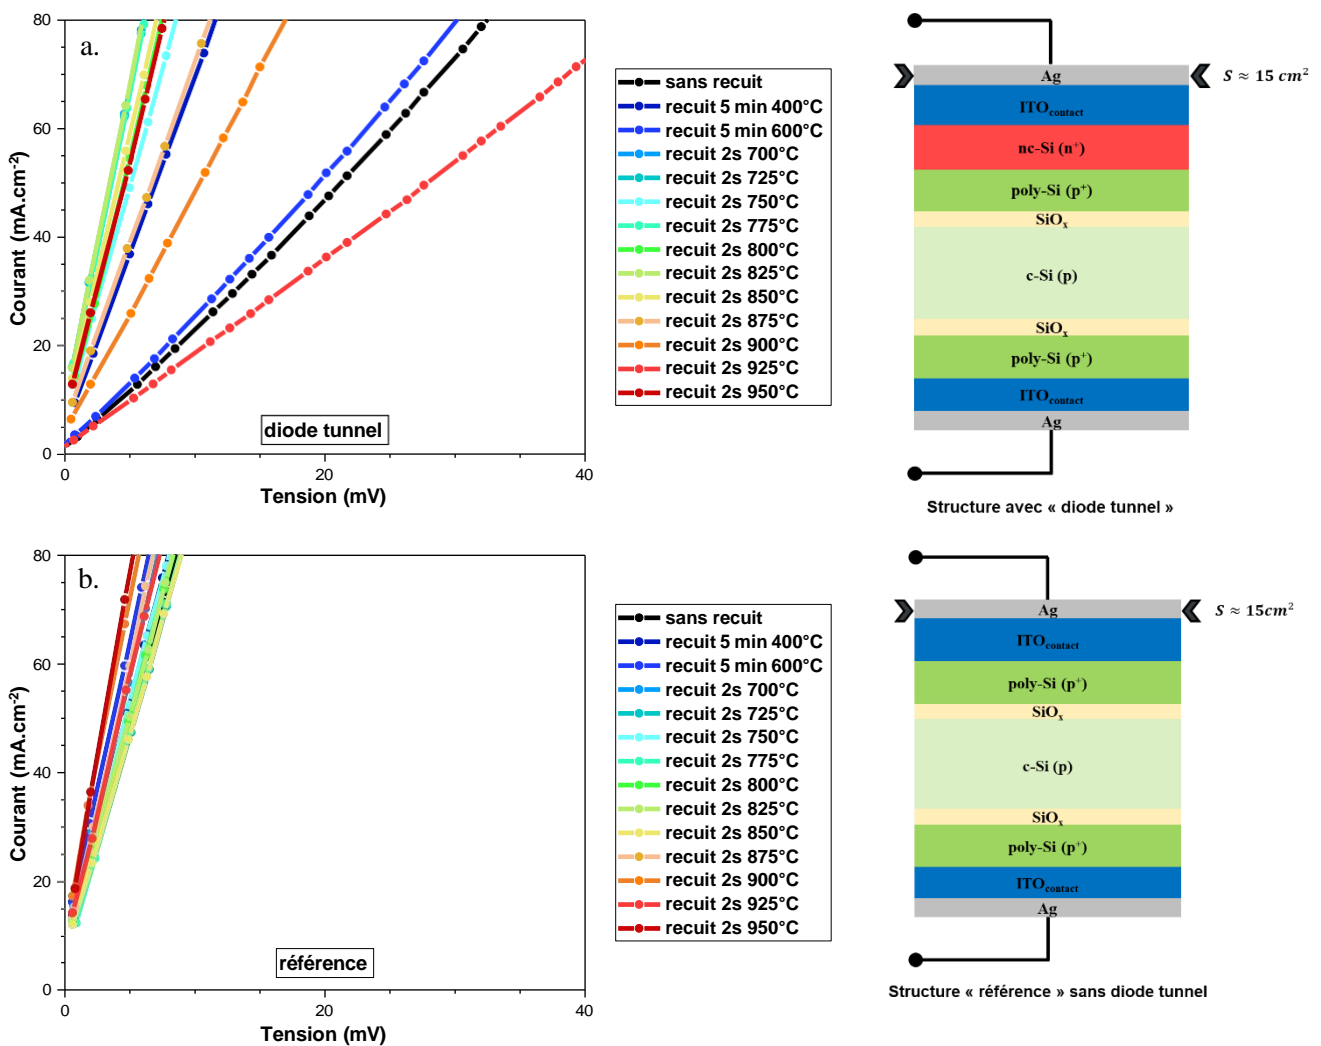 a.
Courant (mA.cm-2)
80
60
40
20
0
0
20
40
Tension (mV)
diode tunnel
sans recuit
recuit 5 min 400°C
recuit 5 min 600°C
recuit 2s 700°C
recuit 2s 725°C
recuit 2s 750°C
recuit 2s 775°C
recuit 2s 800°C
recuit 2s 825°C
recuit 2s 850°C
recuit 2s 875°C
recuit 2s 900°C
recuit 2s 925°C
recuit 2s 950°C
Ag
S ≈ 15 cm²
ITOcontact
nc-Si (n+)
poly-Si (p+)
SiOx
c-Si (p)
SiOx
poly-Si (p+)
ITOcontact
Ag
Structure avec « diode tunnel »
b.
Courant (mA.cm-2)
80
60
40
20
0
0
20
40
Tension (mV)
référence
sans recuit
recuit 5 min 400°C
recuit 5 min 600°C
recuit 2s 700°C
recuit 2s 725°C
recuit 2s 750°C
recuit 2s 775°C
recuit 2s 800°C
recuit 2s 825°C
recuit 2s 850°C
recuit 2s 875°C
recuit 2s 900°C
recuit 2s 925°C
recuit 2s 950°C
Ag
S ≈ 15cm²
ITOcontact
poly-Si (p+)
SiOx
c-Si (p)
SiOx
poly-Si (p+)
ITOcontact
Ag
Structure « référence » sans diode tunnel